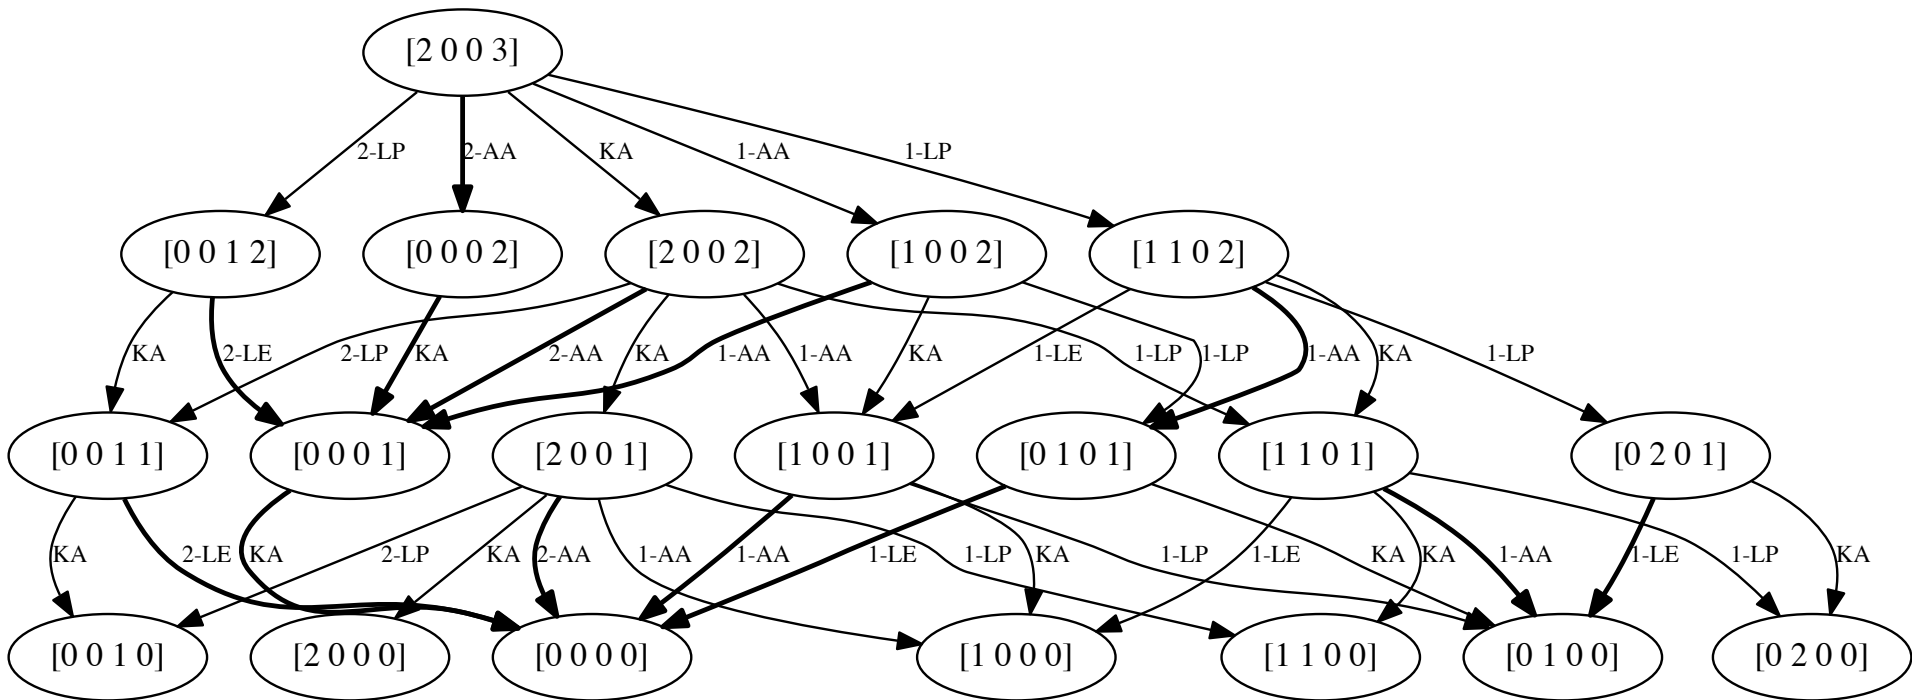 [2 0 0 3]
2-LP 2-AA KA 1-AA 1-LP
[0 0 1 2] [0 0 0 2] [2 0 0 2] [1 0 0 2] [1 1 0 2]
KA 2-LE 2-LP KA 2-AA KA 1-AA 1-AA KA 1-LE 1-LP 1-LP 1-AA KA 1-LP
[0 0 1 1] [0 0 0 1] [2 0 0 1] [1 0 0 1] [0 1 0 1] [1 1 0 1] [0 2 0 1]
KA 2-LE KA 2-LP KA 2-AA 1-AA 1-AA 1-LE 1-LP KA 1-LP 1-LE KA KA 1-AA 1-LE 1-LP KA
[0 0 1 0] [2 0 0 0] [0 0 0 0] [1 0 0 0] [1 1 0 0] [0 1 0 0] [0 2 0 0]